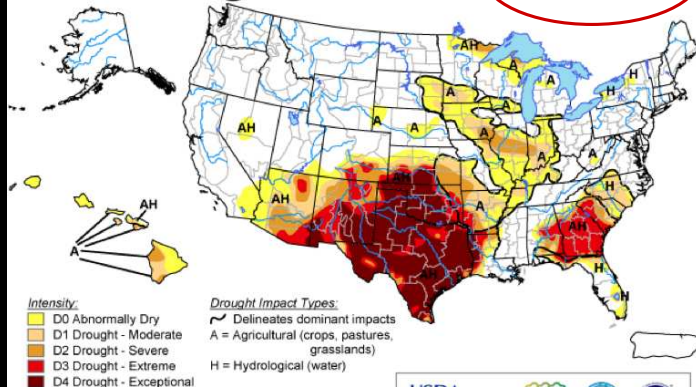 AH
A
A
H
H
A
A
A
AH
A
A
A
H
AH
AH
A
AH
AH
A
AH
H
H
Intensity:
D0 Abnormally Dry
D1 Drought - Moderate
D2 Drought - Severe
D3 Drought - Extreme
D4 Drought - Exceptional
Drought Impact Types:
Delineates dominant impacts
A = Agricultural (crops, pastures,
grasslands)
H = Hydrological (water)
USDA